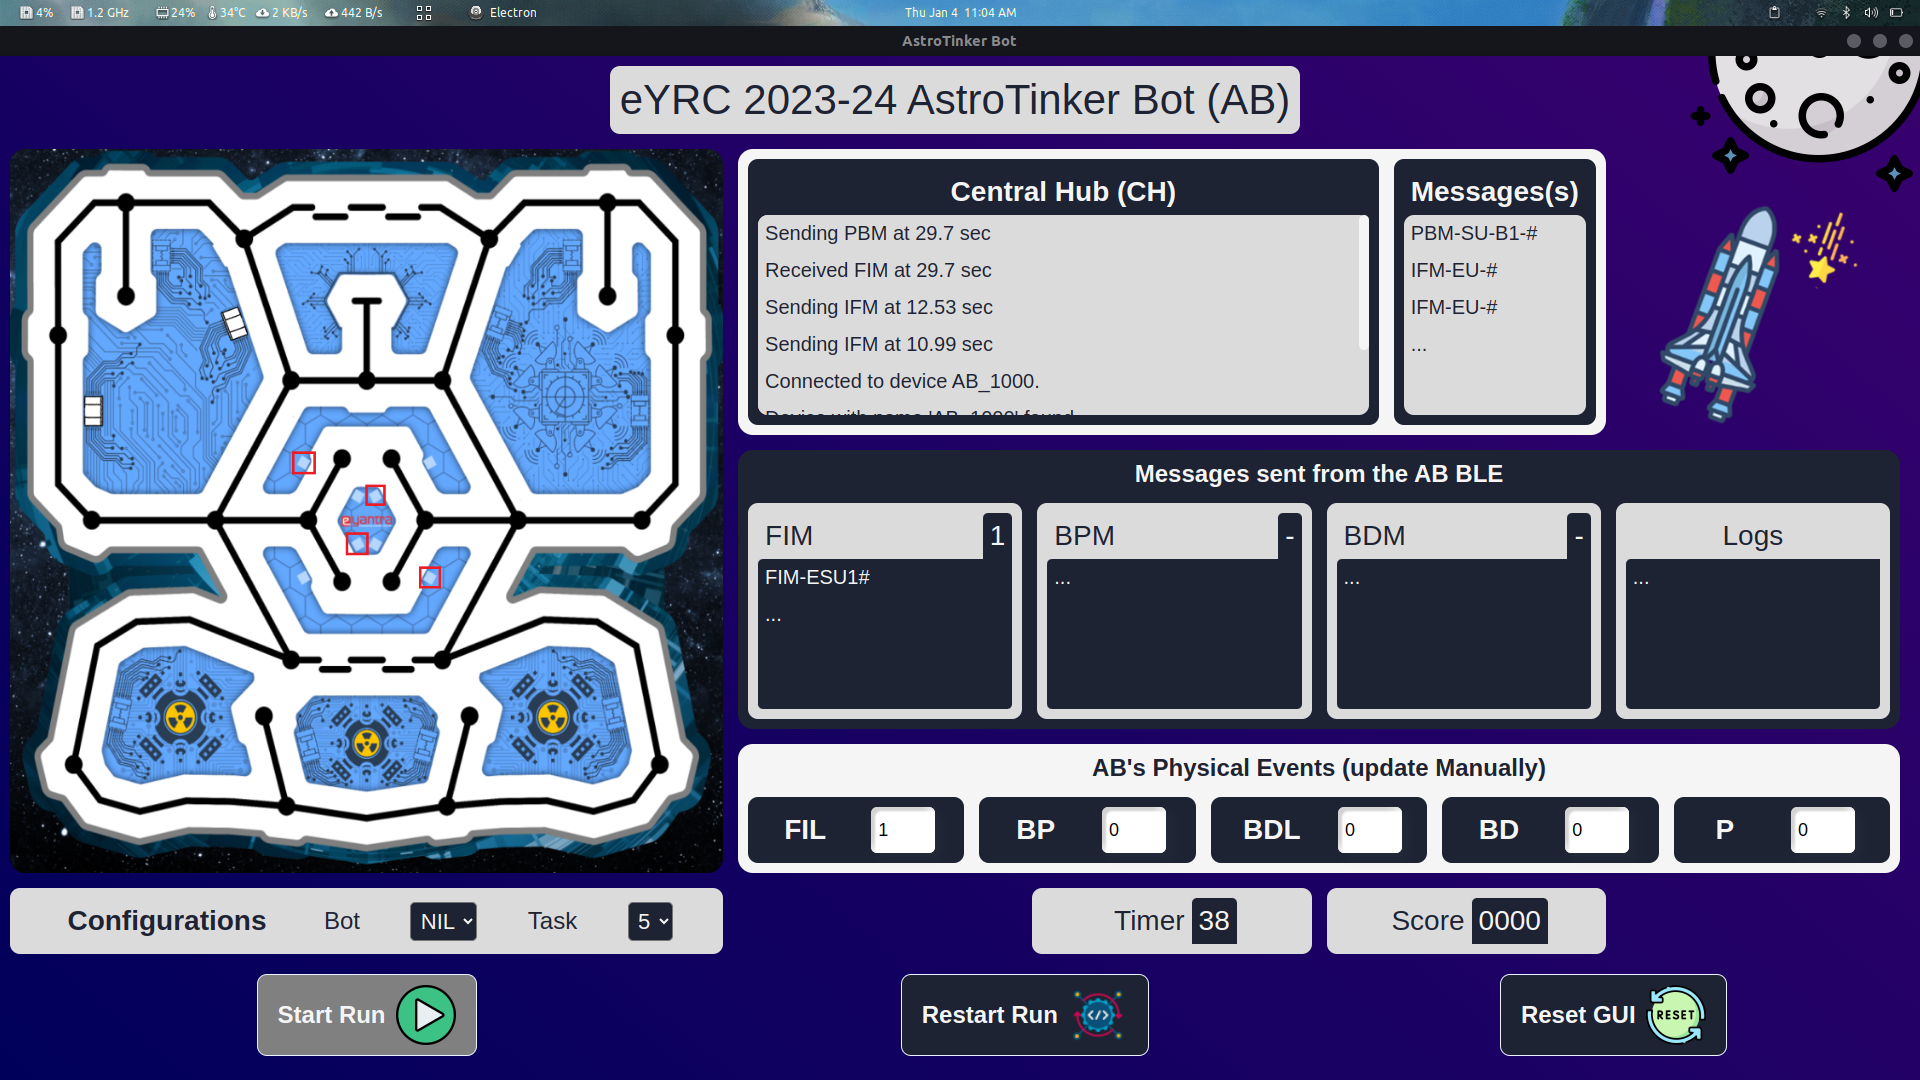 4% 1.2 GHz 24% 34°C 2 KB/s 442 B/s Electron Thu Jan 4 11:04 AM
AstroTinker Bot
eYRC 2023-24 AstroTinker Bot (AB)
Central Hub (CH)
Sending PBM at 29.7 sec
Received FIM at 29.7 sec
Sending IFM at 12.53 sec
Sending IFM at 10.99 sec
Connected to device AB_1000.
Device with name 'AB_1000' found
Messages(s)
PBM-SU-B1-#
IFM-EU-#
IFM-EU-#
...
eyantra
Messages sent from the AB BLE
FIM 1
FIM-ESU1#
...
BPM -
...
BDM -
...
Logs
...
AB's Physical Events (update Manually)
FIL 1 BP 0 BDL 0 BD 0 P 0
Configurations Bot NIL Task 5
Timer 38 Score 0000
Start Run Restart Run </> Reset GUI RESET